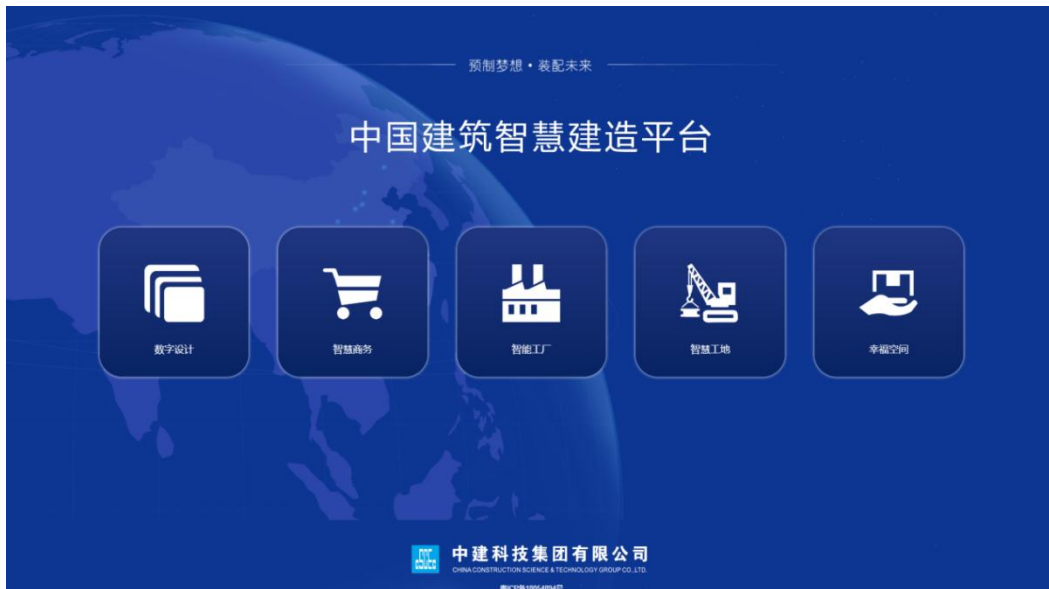 预制梦想•装配未来
中国建筑智慧建造平台
数字设计
智慧商务
智能工厂
智慧工地
幸福空间
中建科技集团有限公司
CHINA CONSTRUCTION SCIENCE & TECHNOLOGY GROUP CO.,LTD.